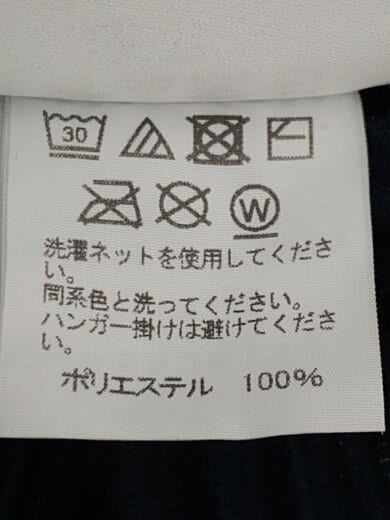 30
W
洗濯ネットを使用してくださ
い。
同系色と洗ってください。
ハンガー掛けは避けてくださ
い。
ポリエステル 100%